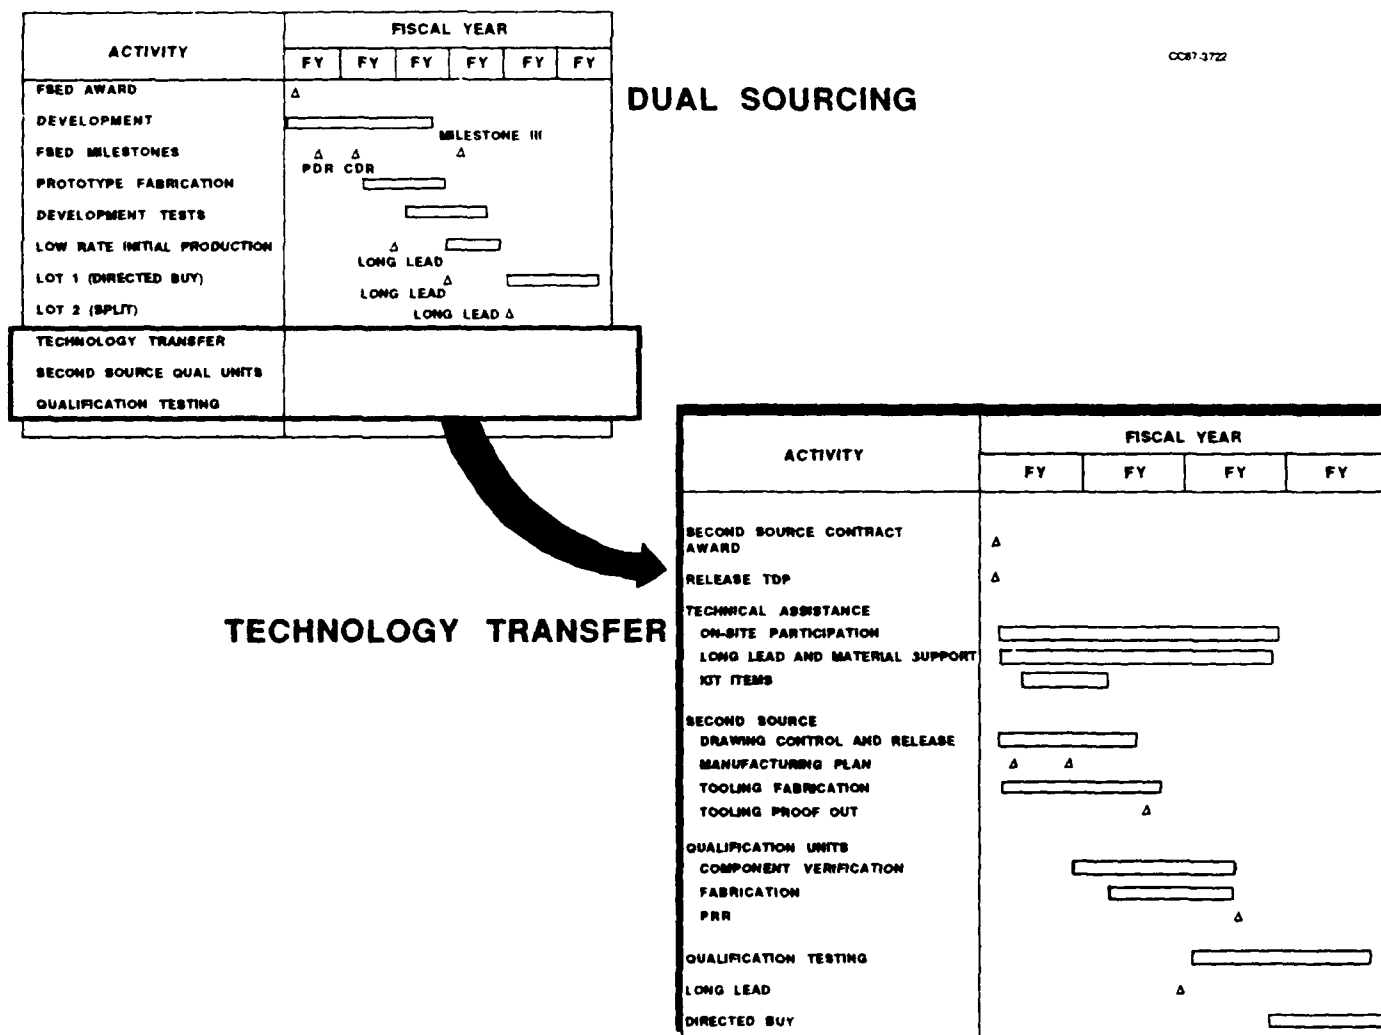 CC87-3722
DUAL SOURCING
ACTIVITY
FISCAL YEAR
FY FY FY FY FY FY
FSED AWARD
DEVELOPMENT
MILESTONE III
FSED MILESTONES
PDR CDR
PROTOTYPE FABRICATION
DEVELOPMENT TESTS
LOW RATE INITIAL PRODUCTION
LONG LEAD
LOT 1 (DIRECTED BUY)
LONG LEAD
LOT 2 (SPLIT)
LONG LEAD
TECHNOLOGY TRANSFER
SECOND SOURCE QUAL UNITS
QUALIFICATION TESTING
TECHNOLOGY TRANSFER
ACTIVITY
FISCAL YEAR
FY FY FY FY
SECOND SOURCE CONTRACT
AWARD
RELEASE TDP
TECHNICAL ASSISTANCE
ON-SITE PARTICIPATION
LONG LEAD AND MATERIAL SUPPORT
KIT ITEMS
SECOND SOURCE
DRAWING CONTROL AND RELEASE
MANUFACTURING PLAN
TOOLING FABRICATION
TOOLING PROOF OUT
QUALIFICATION UNITS
COMPONENT VERIFICATION
FABRICATION
PRR
QUALIFICATION TESTING
LONG LEAD
DIRECTED BUY